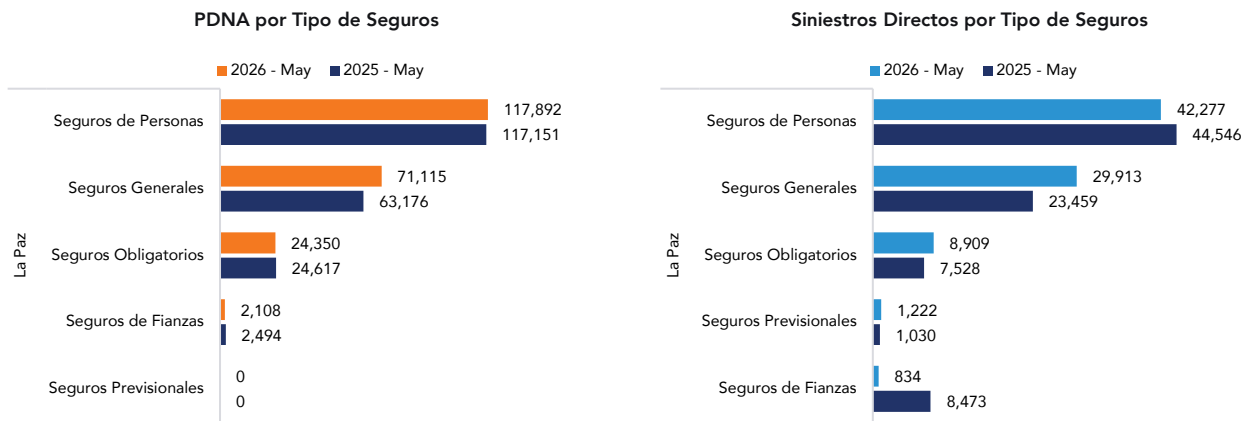 PDNA por Tipo de Seguros
2026 - May 2025 - May
La Paz
Seguros de Personas 117,892
117,151
Seguros Generales 71,115
63,176
Seguros Obligatorios 24,350
24,617
Seguros de Fianzas 2,108
2,494
Seguros Previsionales 0
0
Siniestros Directos por Tipo de Seguros
2026 - May 2025 - May
La Paz
Seguros de Personas 42,277
44,546
Seguros Generales 29,913
23,459
Seguros Obligatorios 8,909
7,528
Seguros Previsionales 1,222
1,030
Seguros de Fianzas 834
8,473